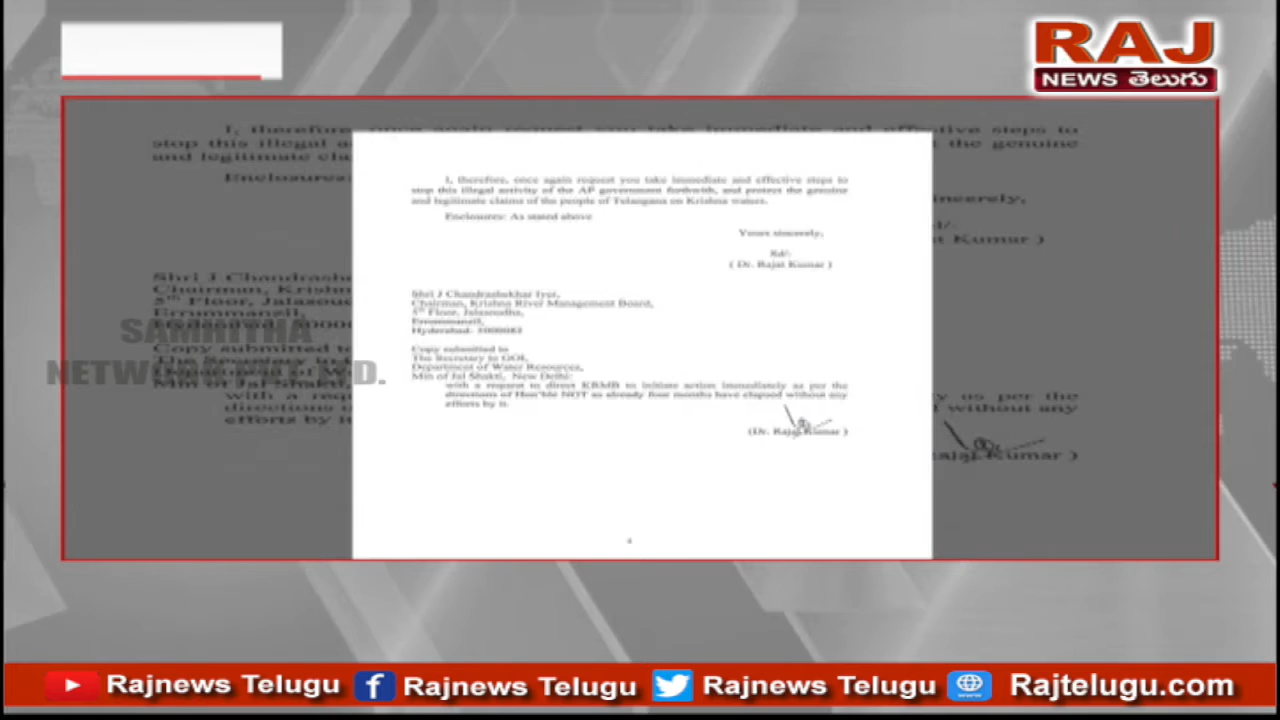 RAJ
NEWS తెలుగు
I, therefore, once again request you take immediate and effective steps to
stop this illegal activity of the AP government forthwith, and protect the genuine
and legitimate claims of the people of Telangana on Krishna waters.
Enclosures: As stated above
Yours sincerely,
Sd/-
( Dr. Rajat Kumar )
Shri J Chandrashekhar Iyer,
Chairman, Krishna River Management Board,
5th Floor, Jalasoudha,
Errummanzil,
Hyderabad- 5000082
Copy submitted to
The Secretary to GOI,
Department of Water Resources,
Min of Jal Shakti, New Delhi:
with a request to direct KRMB to initiate action immediately as per the
directions of Hon'ble NGT as already four months have elapsed without any
efforts by it.
(Dr. Rajat Kumar )
4
SAMHITHA
Rajnews Telugu
Rajnews Telugu
Rajnews Telugu
Rajtelugu.com